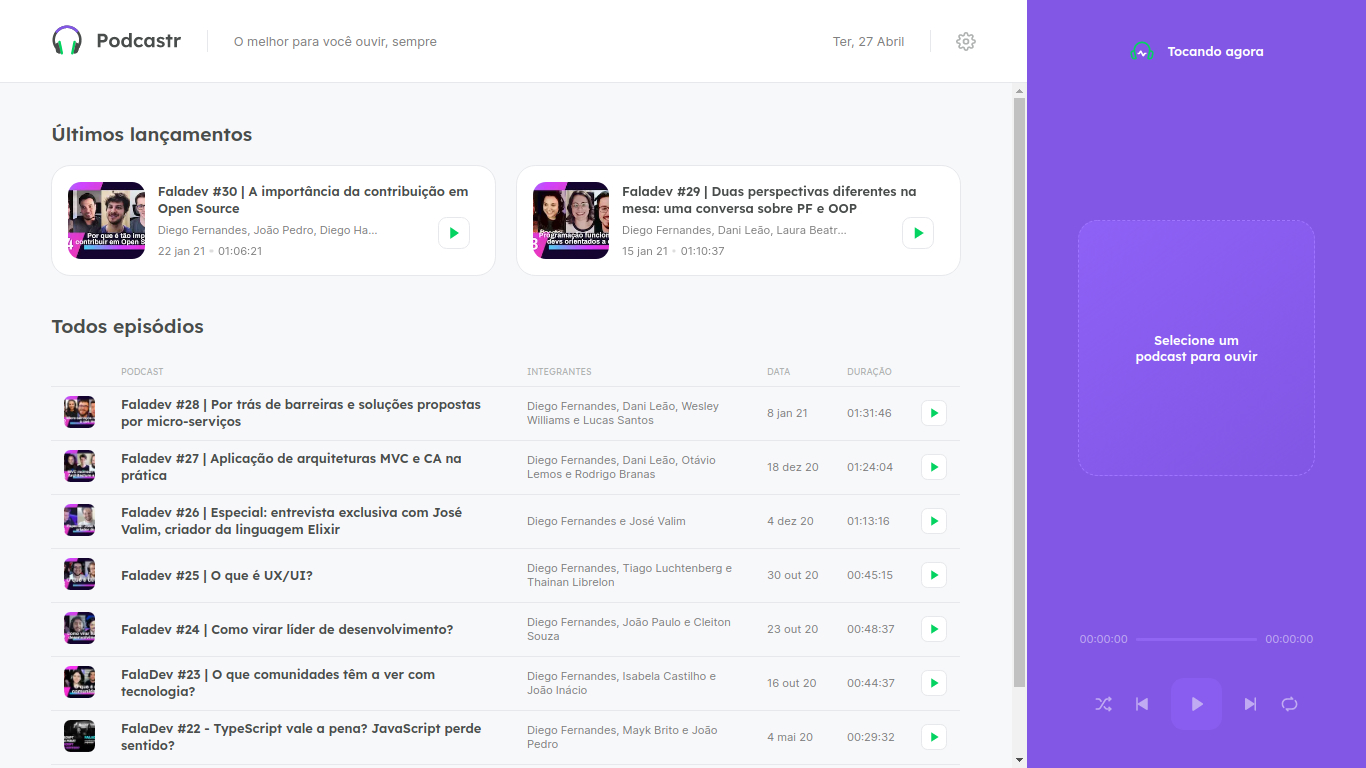 Podcastr
O melhor para você ouvir, sempre
Ter, 27 Abril
Tocando agora
Últimos lançamentos
Faladev #30 | A importância da contribuição em
Open Source
Diego Fernandes, João Pedro, Diego Ha...
22 jan 21 • 01:06:21
Faladev #29 | Duas perspectivas diferentes na
mesa: uma conversa sobre PF e OOP
Diego Fernandes, Dani Leão, Laura Beatr...
15 jan 21 • 01:10:37
Selecione um
podcast para ouvir
Todos episódios
PODCAST INTEGRANTES DATA DURAÇÃO
Faladev #28 | Por trás de barreiras e soluções propostas
por micro-serviços
Diego Fernandes, Dani Leão, Wesley
Williams e Lucas Santos
8 jan 21
01:31:46
Faladev #27 | Aplicação de arquiteturas MVC e CA na
prática
Diego Fernandes, Dani Leão, Otávio
Lemos e Rodrigo Branas
18 dez 20
01:24:04
Faladev #26 | Especial: entrevista exclusiva com José
Valim, criador da linguagem Elixir
Diego Fernandes e José Valim
4 dez 20
01:13:16
Faladev #25 | O que é UX/UI?
Diego Fernandes, Tiago Luchtenberg e
Thainan Librelon
30 out 20
00:45:15
Faladev #24 | Como virar líder de desenvolvimento?
Diego Fernandes, João Paulo e Cleiton
Souza
23 out 20
00:48:37
FalaDev #23 | O que comunidades têm a ver com
tecnologia?
Diego Fernandes, Isabela Castilho e
João Inácio
16 out 20
00:44:37
FalaDev #22 - TypeScript vale a pena? JavaScript perde
sentido?
Diego Fernandes, Mayk Brito e João
Pedro
4 mai 20
00:29:32
00:00:00 00:00:00